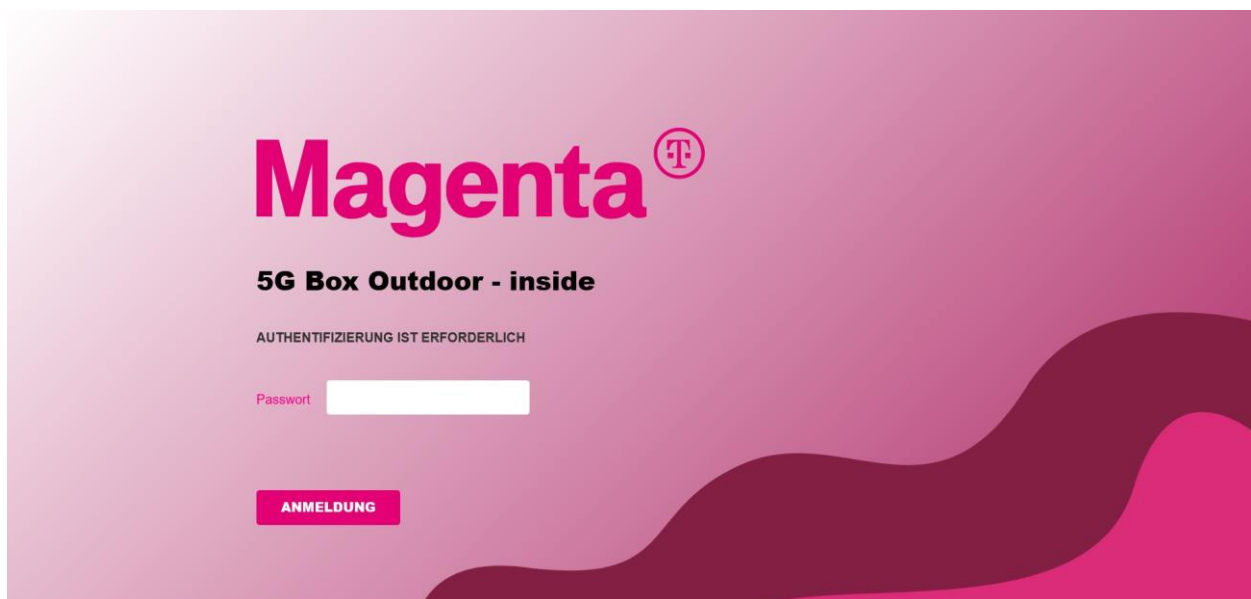 Magenta T
5G Box Outdoor - inside
AUTHENTIFIZIERUNG IST ERFORDERLICH
Passwort
ANMELDUNG